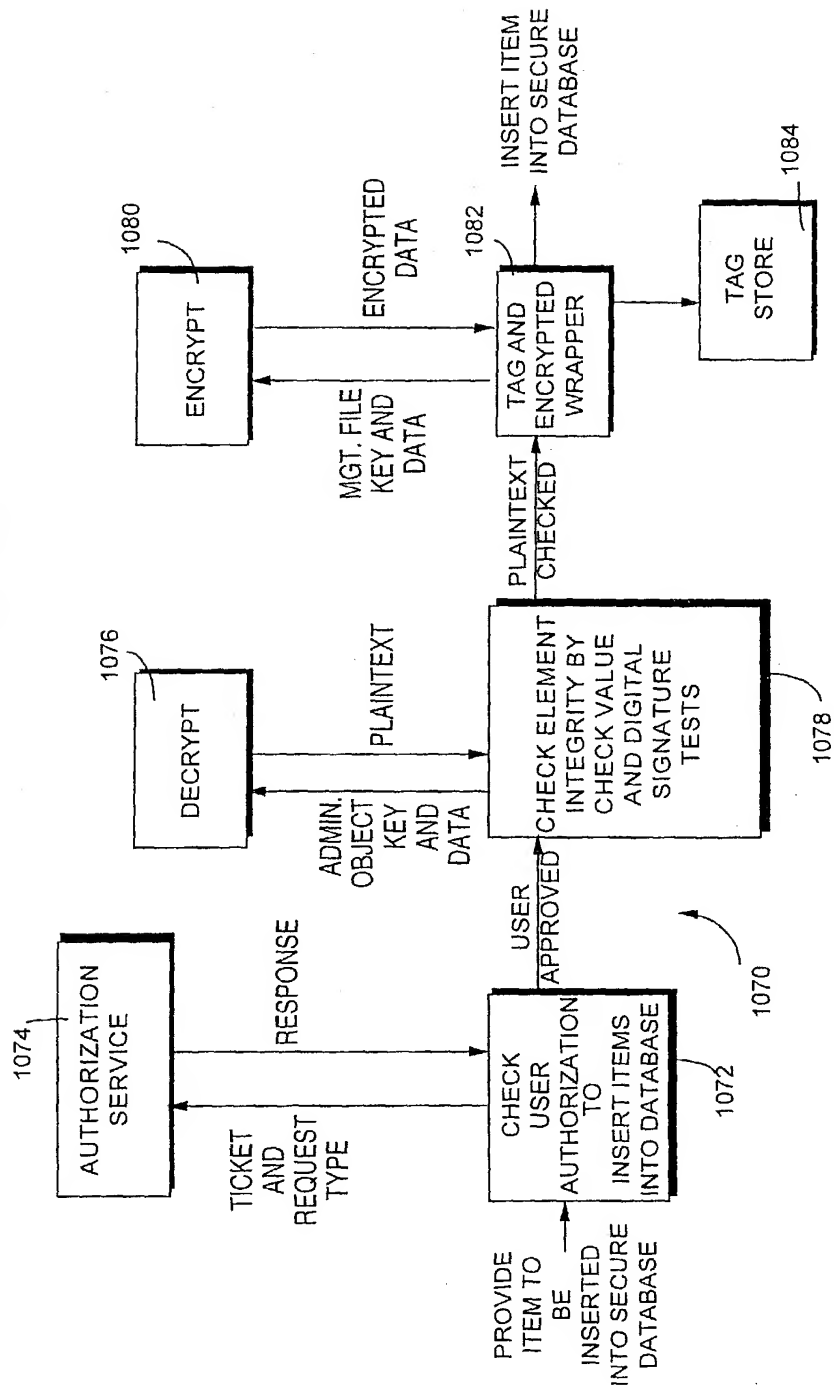 1074
AUTHORIZATION
SERVICE
TICKET
AND
REQUEST
TYPE
RESPONSE
PROVIDE
ITEM TO
BE
INSERTED
INTO SECURE
DATABASE
CHECK
USER
AUTHORIZATION
TO
INSERT ITEMS
INTO DATABASE
1072
USER
APPROVED
1070
1076
DECRYPT
ADMIN.
OBJECT
KEY
AND
DATA
PLAINTEXT
CHECK ELEMENT
INTEGRITY BY
CHECK VALUE
AND DIGITAL
SIGNATURE
TESTS
1078
PLAINTEXT
CHECKED
1080
ENCRYPT
MGT. FILE
KEY AND
DATA
ENCRYPTED
DATA
1082
TAG AND
ENCRYPTED
WRAPPER
INSERT ITEM
INTO SECURE
DATABASE
TAG
STORE
1084